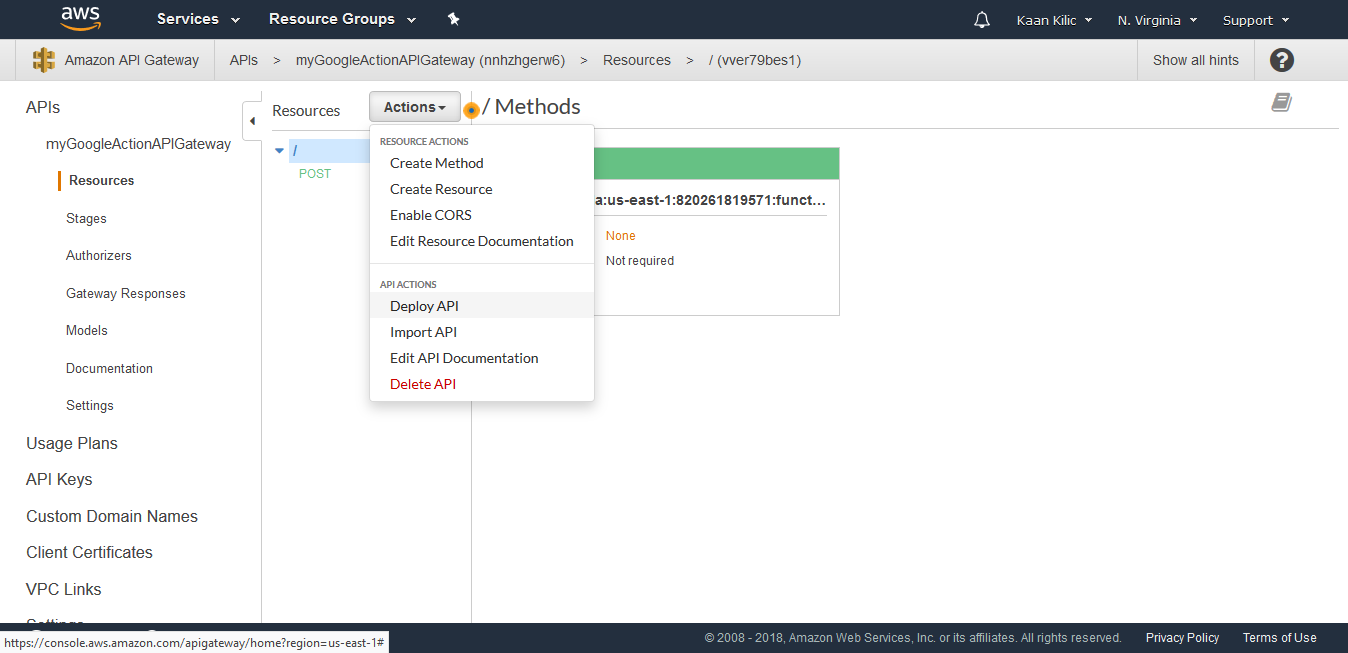 aws Services Resource Groups Kaan Kilic N. Virginia Support
Amazon API Gateway APIs > myGoogleActionAPIGateway (nnhzhgerw6) > Resources > / (vver79bes1) Show all hints ?
APIs
myGoogleActionAPIGateway
Resources
Stages
Authorizers
Gateway Responses
Models
Documentation
Settings
Usage Plans
API Keys
Custom Domain Names
Client Certificates
VPC Links
Settings
Resources
/
POST
Actions
RESOURCE ACTIONS
Create Method
Create Resource
Enable CORS
Edit Resource Documentation
API ACTIONS
Deploy API
Import API
Edit API Documentation
Delete API
/ Methods
a:us-east-1:820261819571:funct...
None
Not required
https://console.aws.amazon.com/apigateway/home?region=us-east-1#
© 2008 - 2018, Amazon Web Services, Inc. or its affiliates. All rights reserved. Privacy Policy Terms of Use